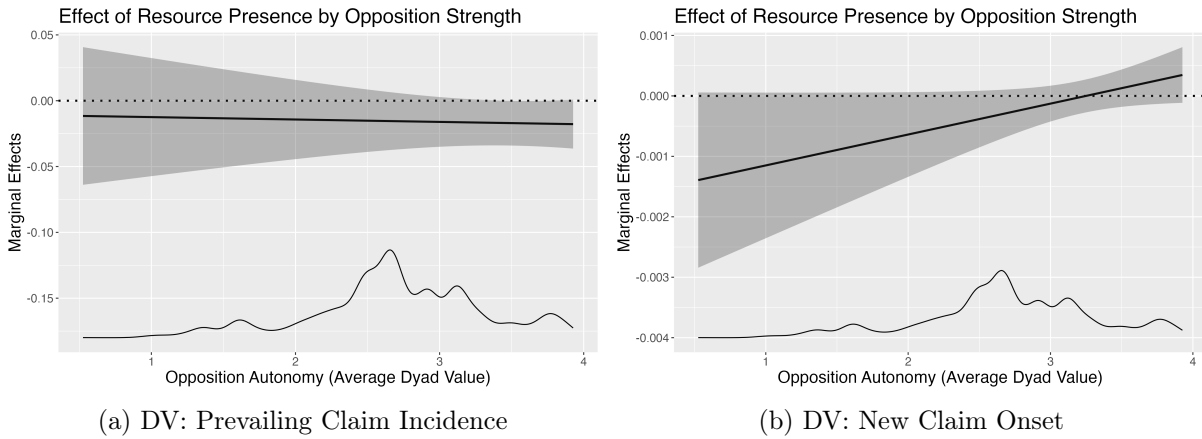 Effect of Resource Presence by Opposition Strength
0.05
0.00
-0.05
-0.10
-0.15
Marginal Effects
1 2 3 4
Opposition Autonomy (Average Dyad Value)
(a) DV: Prevailing Claim Incidence
Effect of Resource Presence by Opposition Strength
0.001
0.000
-0.001
-0.002
-0.003
-0.004
Marginal Effects
1 2 3 4
Opposition Autonomy (Average Dyad Value)
(b) DV: New Claim Onset